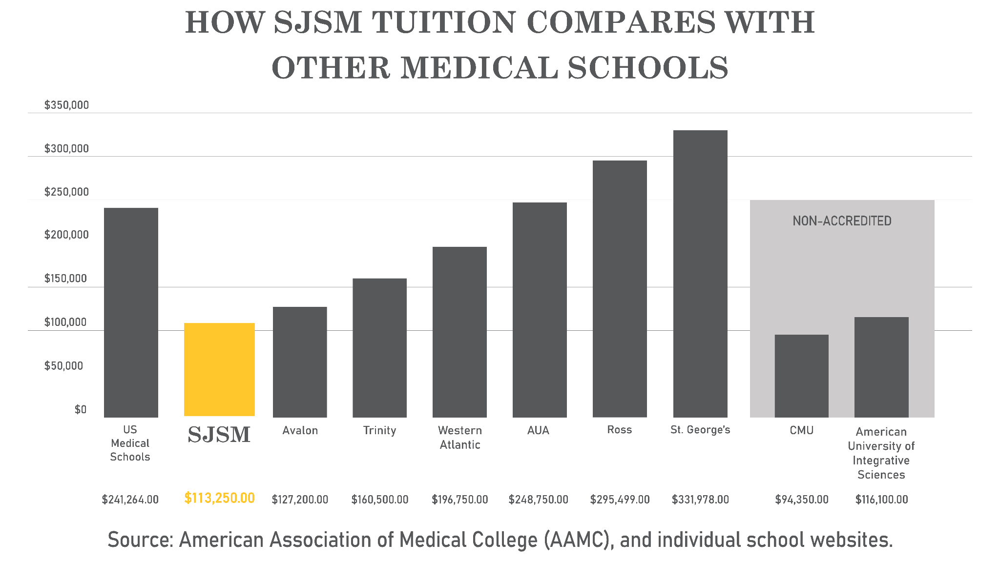 HOW SJSM TUITION COMPARES WITH
OTHER MEDICAL SCHOOLS
$350,000
$300,000
$250,000
$200,000
$150,000
$100,000
$50,000
$0
NON-ACCREDITED
US
Medical
Schools
SJSM
Avalon
Trinity
Western
Atlantic
AUA
Ross
St. George's
CMU
American
University of
Integrative
Sciences
$241,264.00
$113,250.00
$127,200.00
$160,500.00
$196,750.00
$248,750.00
$295,499.00
$331,978.00
$94,350.00
$116,100.00
Source: American Association of Medical College (AAMC), and individual school websites.